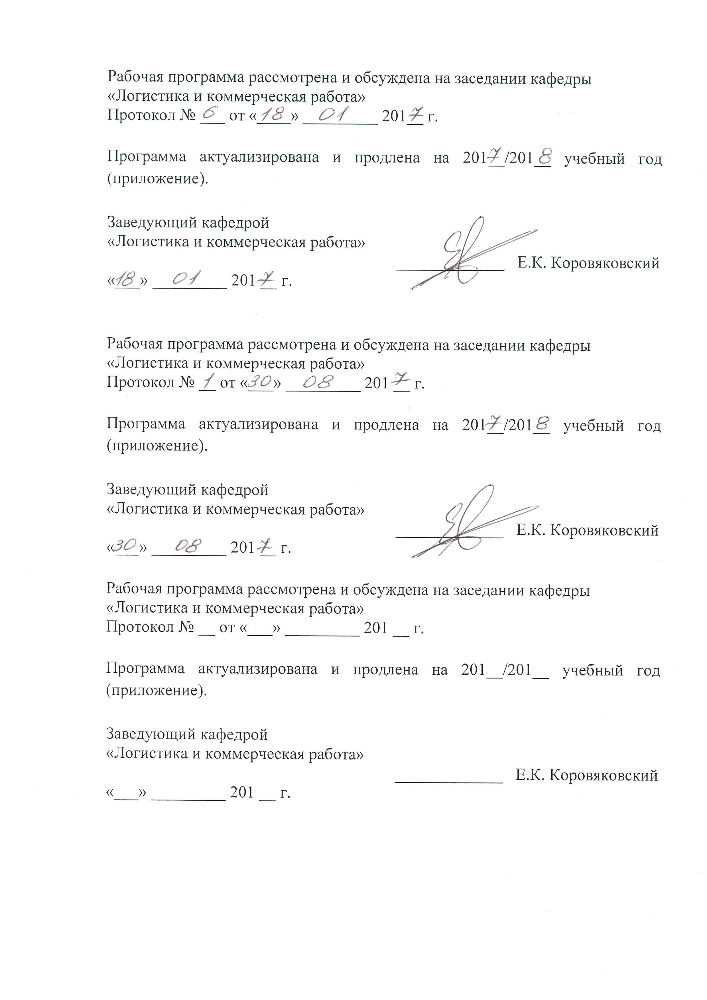 Рабочая программа рассмотрена и обсуждена на заседании кафедры
«Логистика и коммерческая работа»
Протокол № 6 от «18» 01 2017 г.
Программа актуализирована и продлена на 2017/2018 учебный год
(приложение).
Заведующий кафедрой
«Логистика и коммерческая работа»
Е.К. Коровяковский
«18» 01 2017 г.
Рабочая программа рассмотрена и обсуждена на заседании кафедры
«Логистика и коммерческая работа»
Протокол № 1 от «30» 08 2017 г.
Программа актуализирована и продлена на 2017/2018 учебный год
(приложение).
Заведующий кафедрой
«Логистика и коммерческая работа»
Е.К. Коровяковский
«30» 08 2017 г.
Рабочая программа рассмотрена и обсуждена на заседании кафедры
«Логистика и коммерческая работа»
Протокол № __ от «___» _________ 201 __ г.
Программа актуализирована и продлена на 201__/201__ учебный год
(приложение).
Заведующий кафедрой
«Логистика и коммерческая работа»
_____________ Е.К. Коровяковский
«___» _________ 201 __ г.